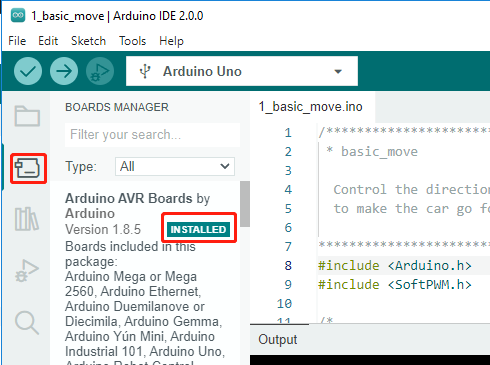 1_basic_move | Arduino IDE 2.0.0
File Edit Sketch Tools Help
Arduino Uno
BOARDS MANAGER
Filter your search...
Type: All
Arduino AVR Boards by
Arduino
Version 1.8.5 INSTALLED
Boards included in this
package:
Arduino Mega or Mega
2560, Arduino Ethernet,
Arduino Duemilanove or
Diecimila, Arduino Gemma,
Arduino Yún Mini, Arduino
Industrial 101, Arduino Uno,
Arduino Robot Control
1_basic_move.ino
1 /***********************
2 * basic_move
3
4 Control the direction
5 to make the car go fo
6
7 ***********************
8 #include <Arduino.h>
9 #include <SoftPWM.h>
10
11 /*
Output